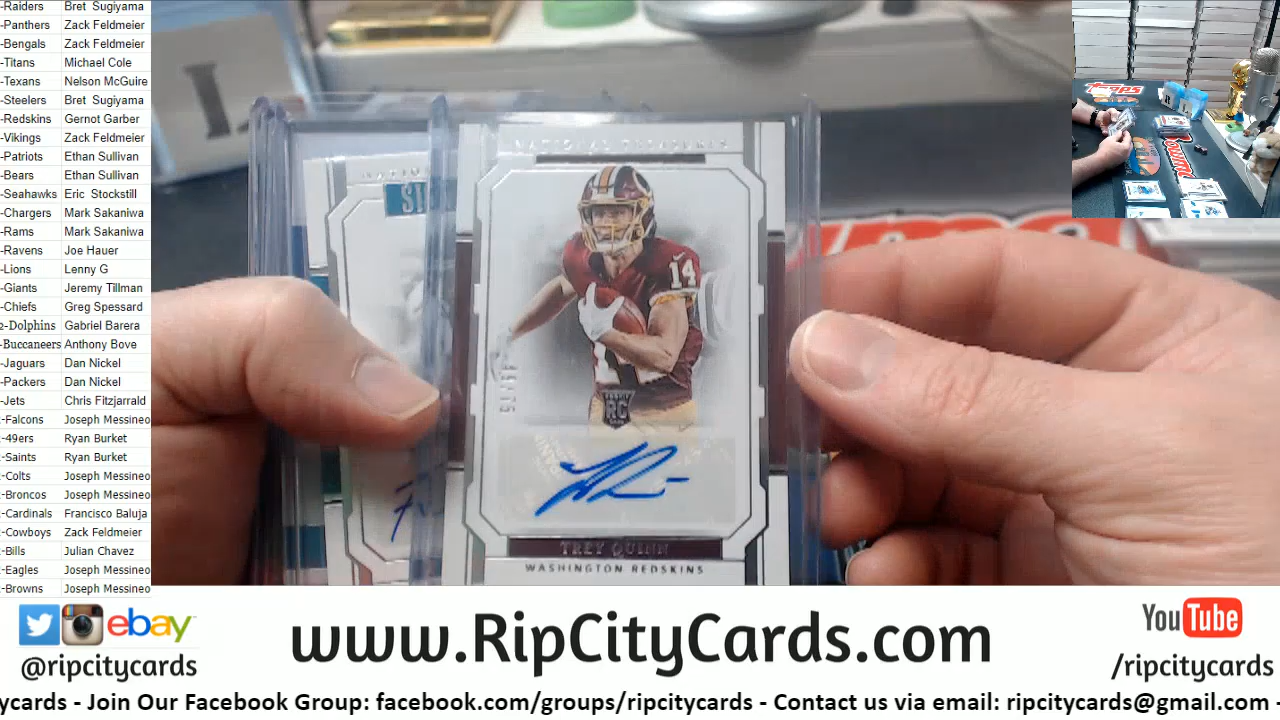 -Raiders Bret Sugiyama
-Panthers Zack Feldmeier
-Bengals Zack Feldmeier
-Titans Michael Cole
-Texans Nelson McGuire
-Steelers Bret Sugiyama
-Redskins Gernot Garber
-Vikings Zack Feldmeier
-Patriots Ethan Sullivan
-Bears Ethan Sullivan
-Seahawks Eric Stockstill
-Chargers Mark Sakaniwa
-Rams Mark Sakaniwa
-Ravens Joe Hauer
-Lions Lenny G
-Giants Jeremy Tillman
-Chiefs Greg Spessard
2-Dolphins Gabriel Barera
-Buccaneers Anthony Bove
-Jaguars Dan Nickel
-Packers Dan Nickel
-Jets Chris Fitzjarrald
-Falcons Joseph Messineo
-49ers Ryan Burket
-Saints Ryan Burket
-Colts Joseph Messineo
-Broncos Joseph Messineo
-Cardinals Francisco Baluja
-Cowboys Zack Feldmeier
-Bills Julian Chavez
-Eagles Joseph Messineo
-Browns Joseph Messineo
NATIONAL TREASURES
14
RC
TREY QUINN
WASHINGTON REDSKINS
ebay
@ripcitycards
www.RipCityCards.com
YouTube
/ripcitycards
ycards - Join Our Facebook Group: facebook.com/groups/ripcitycards - Contact us via email: ripcitycards@gmail.com -